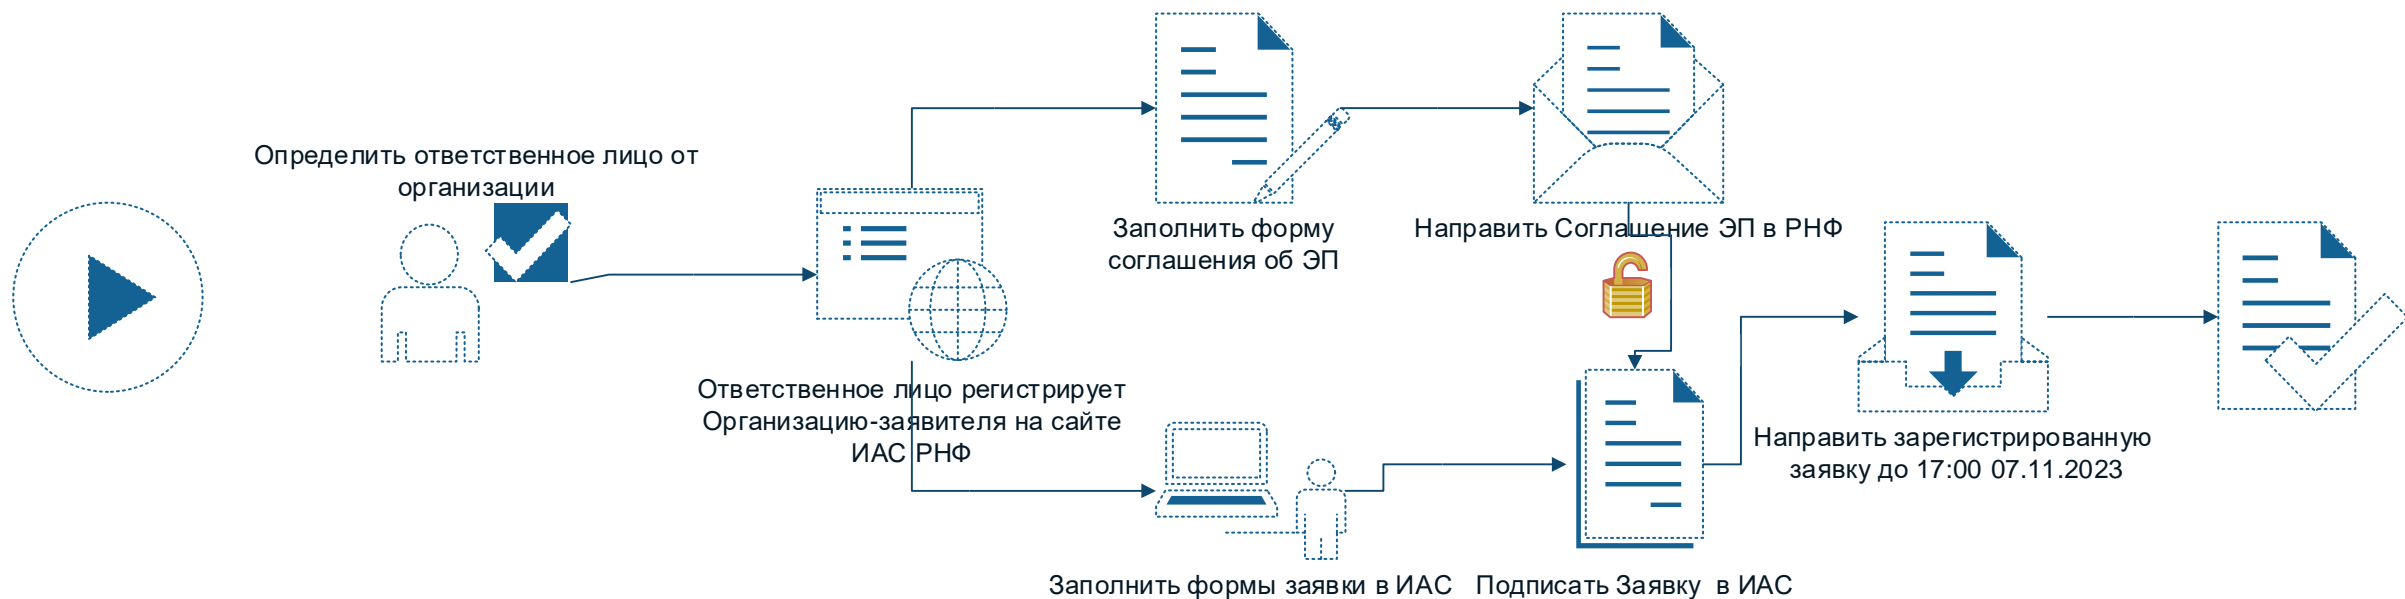 Определить ответственное лицо от
организации
Ответственное лицо регистрирует
Организацию-заявителя на сайте
ИАС РНФ
Заполнить форму
соглашения об ЭП
Направить Соглашение ЭП в РНФ
Заполнить формы заявки в ИАС
Подписать Заявку в ИАС
Направить зарегистрированную
заявку до 17:00 07.11.2023